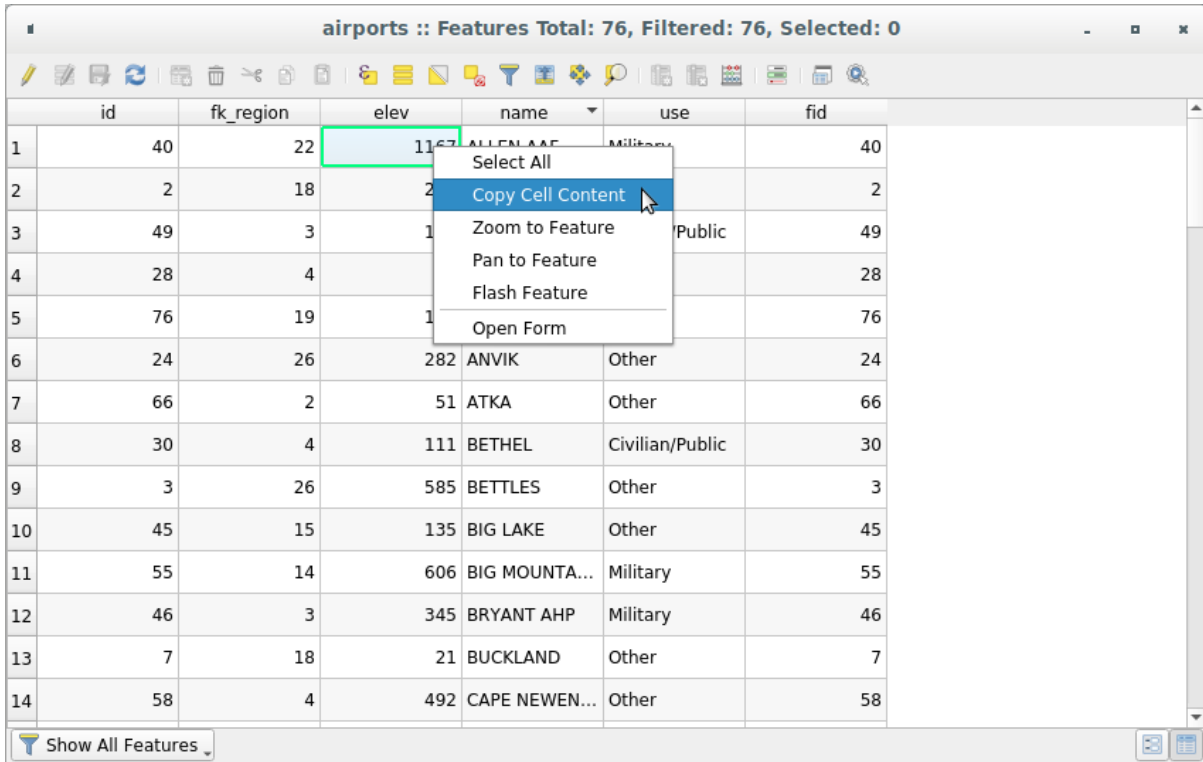 airports :: Features Total: 76, Filtered: 76, Selected: 0
id fk_region elev name use fid
1 40 22 1167 ALLEN AAF Military 40
Select All
2 18 2
Copy Cell Content
49 3 1 /Public 49
3
Zoom to Feature
4 28 4 28
Pan to Feature
5 76 19 1 76
Flash Feature
Open Form
6 24 26 282 ANVIK Other 24
7 66 2 51 ATKA Other 66
8 30 4 111 BETHEL Civilian/Public 30
9 3 26 585 BETTLES Other 3
10 45 15 135 BIG LAKE Other 45
11 55 14 606 BIG MOUNTA... Military 55
12 46 3 345 BRYANT AHP Military 46
13 7 18 21 BUCKLAND Other 7
14 58 4 492 CAPE NEWEN... Other 58
Show All Features